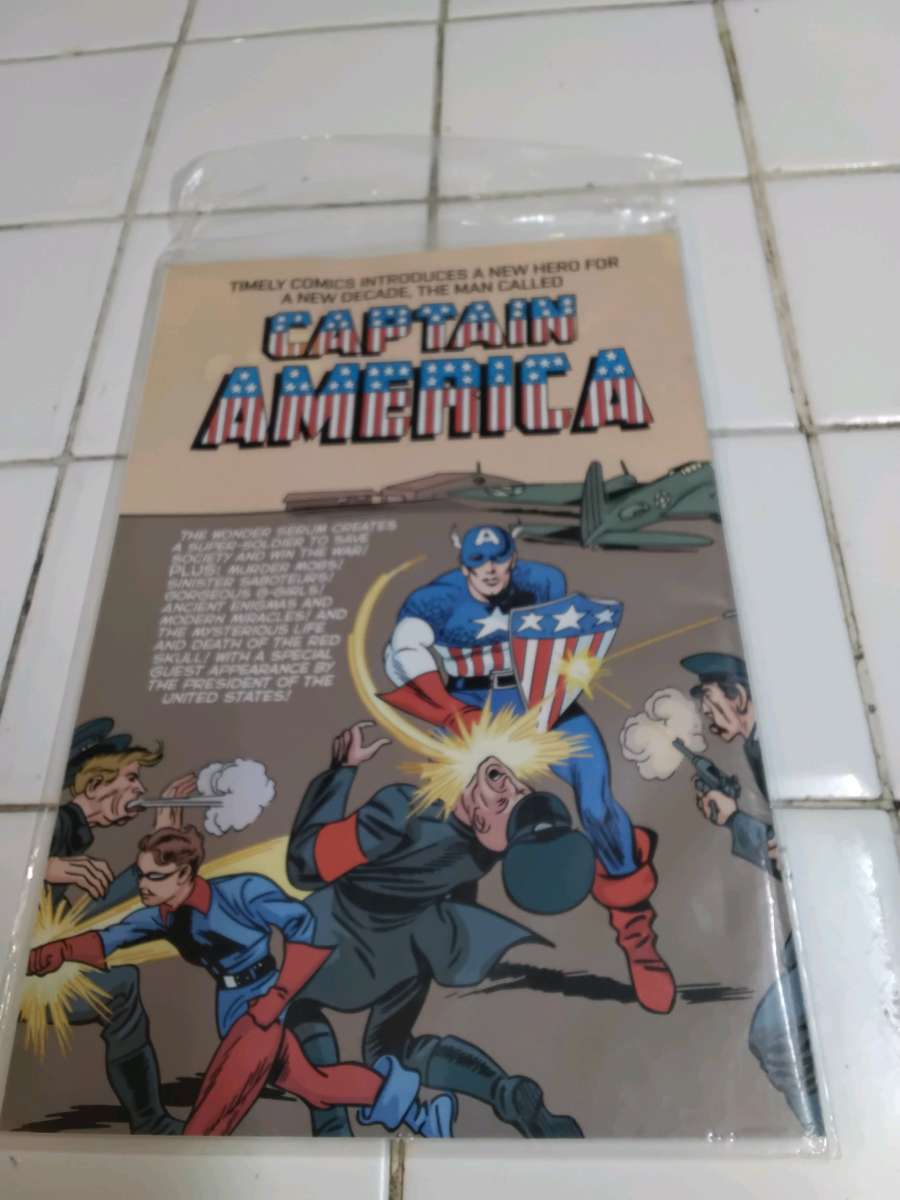 TIMELY COMICS INTRODUCES A NEW HERO FOR
A NEW DECADE, THE MAN CALLED
CAPTAIN
AMERICA
THE WONDER SERUM CREATES
A SUPER-SOLDIER TO SAVE
SOCIETY AND WIN THE WAR!
PLUS! MURDER MOBS!
SINISTER SABOTEURS!
GORGEOUS G-GIRLS!
ANCIENT ENIGMAS AND
MODERN MIRACLES! AND
THE MYSTERIOUS LIFE
AND DEATH OF THE RED
SKULL! WITH A SPECIAL
GUEST APPEARANCE BY
THE PRESIDENT OF THE
UNITED STATES!
A